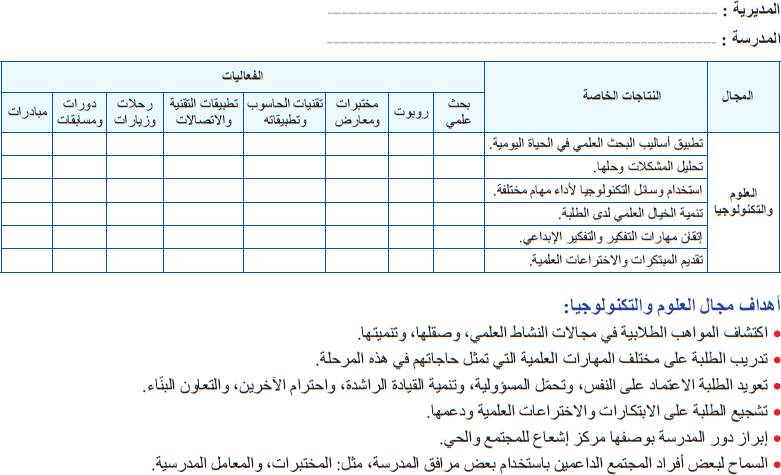 المديرية :
المدرسة :
المجال
النتاجات الخاصة
الفعاليات
بحث علمي
روبوت
مختبرات ومعارض
تقنيات الحاسوب وتطبيقاته
تطبيقات التقنية والاتصالات
رحلات وزيارات
دورات ومسابقات
مبادرات
العلوم والتكنولوجيا
تطبيق أساليب البحث العلمي في الحياة اليومية.
تحليل المشكلات وحلها.
استخدام وسائل التكنولوجيا لأداء مهام مختلفة.
تنمية الخيال العلمي لدى الطلبة.
إتقان مهارات التفكير والتفكير الإبداعي.
تقديم المبتكرات والاختراعات العلمية.
أهداف مجال العلوم والتكنولوجيا:
• اكتشاف المواهب الطلابية في مجالات النشاط العلمي، وصقلها، وتنميتها.
• تدريب الطلبة على مختلف المهارات العلمية التي تمثل حاجاتهم في هذه المرحلة.
• تعويد الطلبة الاعتماد على النفس، وتحمّل المسؤولية، وتنمية القيادة الراشدة، واحترام الآخرين، والتعاون البنّاء.
• تشجيع الطلبة على الابتكارات والاختراعات العلمية ودعمها.
• إبراز دور المدرسة بوصفها مركز إشعاع للمجتمع والحي.
• السماح لبعض أفراد المجتمع الداعمين باستخدام بعض مرافق المدرسة، مثل: المختبرات، والمعامل المدرسية.